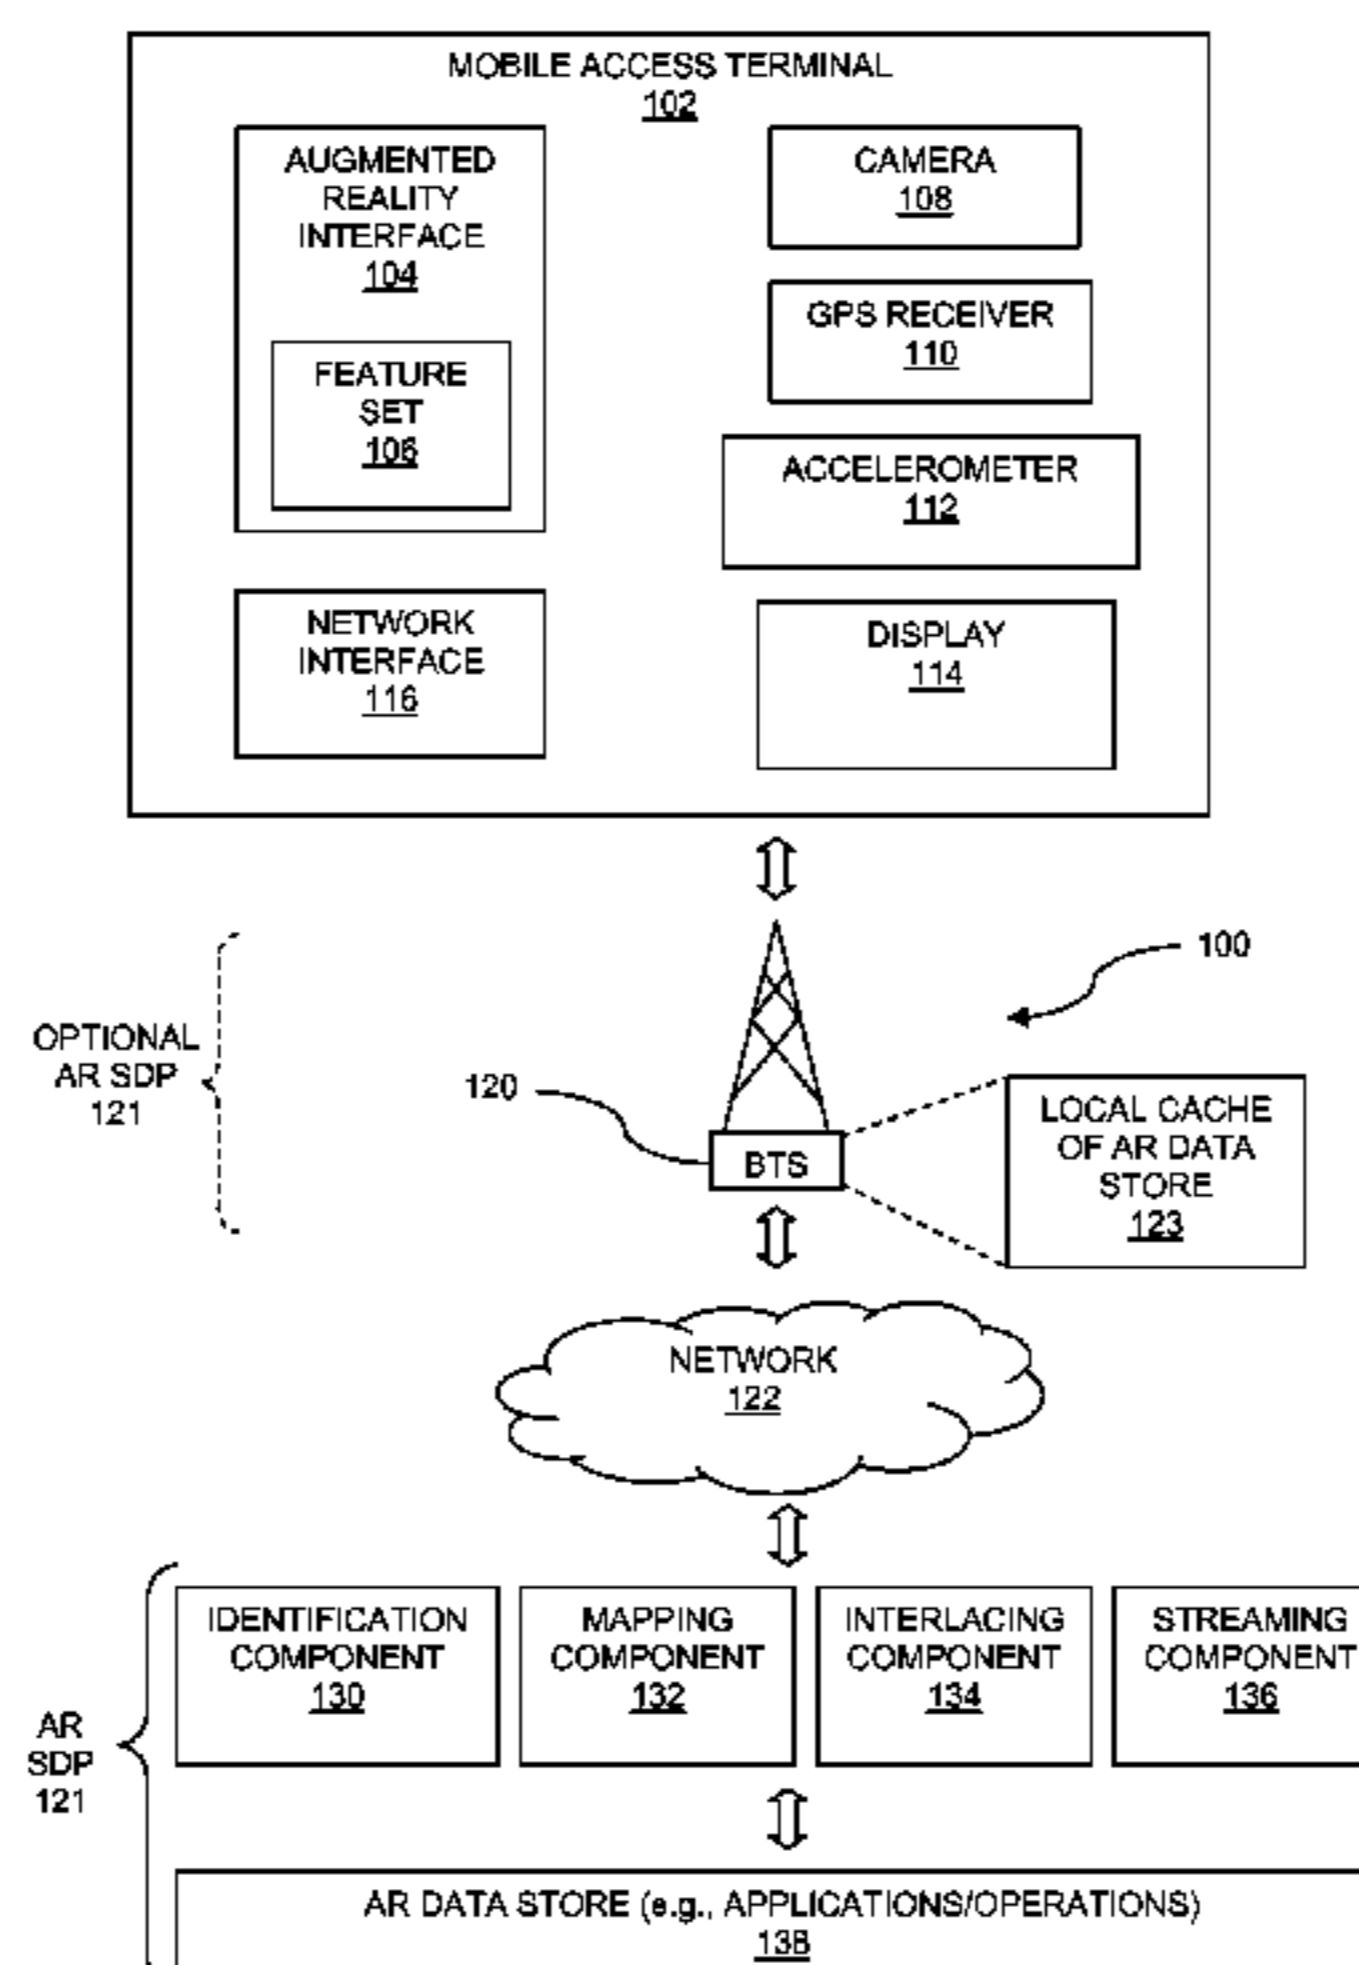 MOBILE ACCESS TERMINAL
102
AUGMENTED
REALITY
INTERFACE
104
FEATURE
SET
106
NETWORK
INTERFACE
116
CAMERA
108
GPS RECEIVER
110
ACCELEROMETER
112
DISPLAY
114
OPTIONAL
AR SDP
121
100
120
BTS
LOCAL CACHE
OF AR DATA
STORE
123
NETWORK
122
AR
SDP
121
IDENTIFICATION
COMPONENT
130
MAPPING
COMPONENT
132
INTERLACING
COMPONENT
134
STREAMING
COMPONENT
136
AR DATA STORE (e.g., APPLICATIONS/OPERATIONS)
138